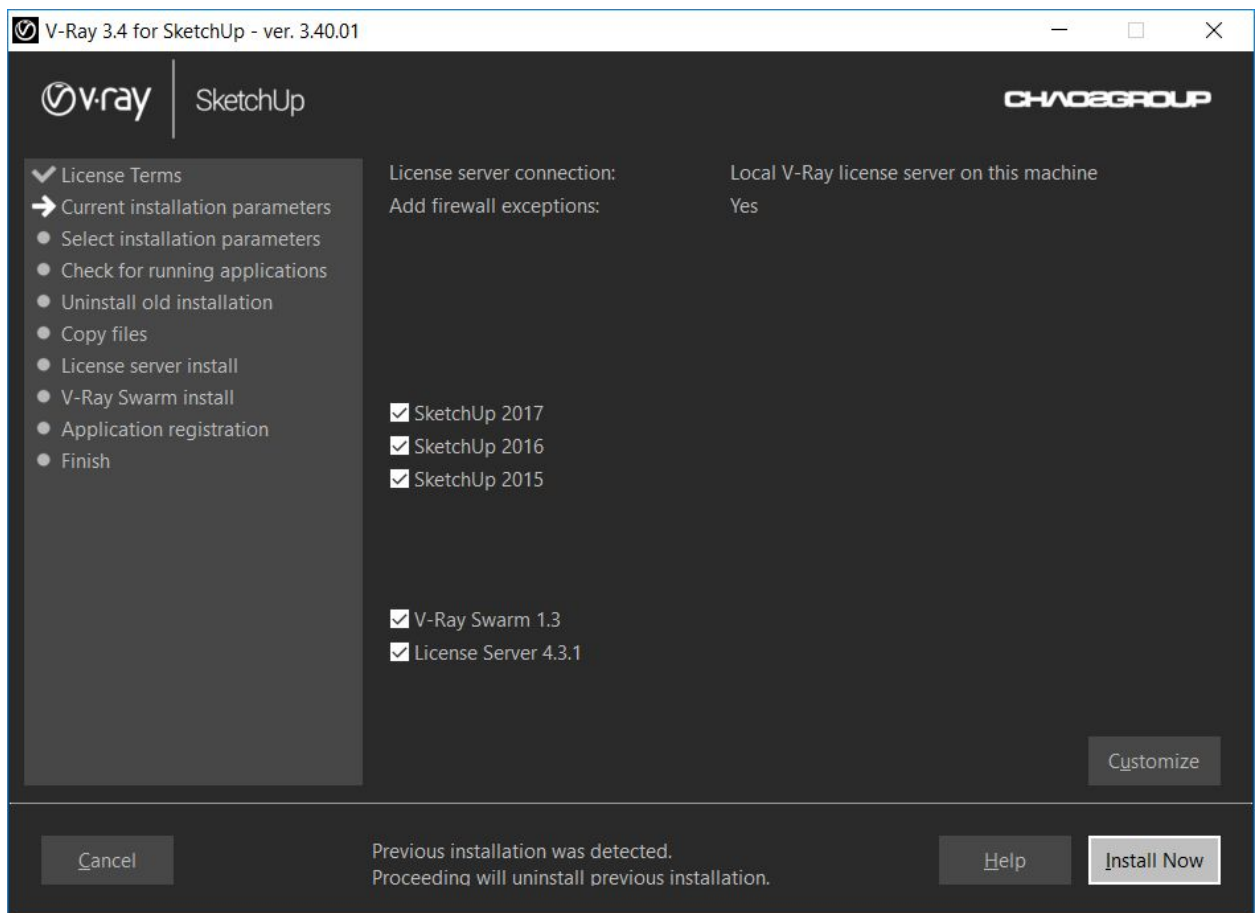 V-Ray 3.4 for SketchUp - ver. 3.40.01
v·ray SketchUp
CHAOSGROUP
License Terms
Current installation parameters
Select installation parameters
Check for running applications
Uninstall old installation
Copy files
License server install
V-Ray Swarm install
Application registration
Finish
License server connection: Local V-Ray license server on this machine
Add firewall exceptions: Yes
SketchUp 2017
SketchUp 2016
SketchUp 2015
V-Ray Swarm 1.3
License Server 4.3.1
Customize
Cancel
Previous installation was detected.
Proceeding will uninstall previous installation.
Help
Install Now